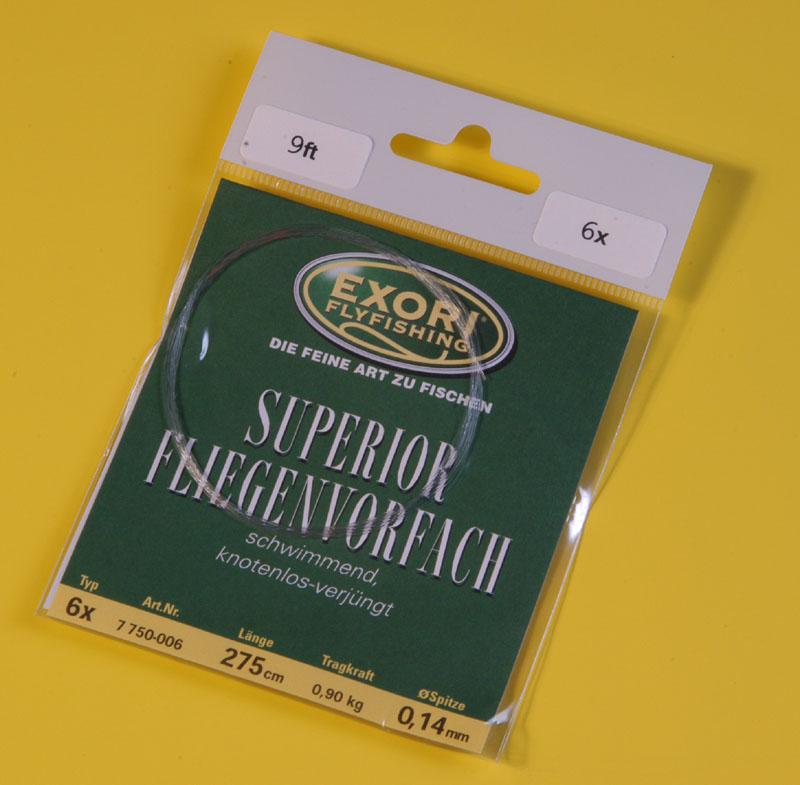 9ft
6x
EXORI®
FLYFISHING
DIE FEINE ART ZU FISCHEN
SUPERIOR
FLIEGENVORFACH
schwimmend,
knotenlos-verjüngt
Typ Art.Nr. Länge Tragkraft ØSpitze
6x 7 750-006 275cm 0,90 kg 0,14mm